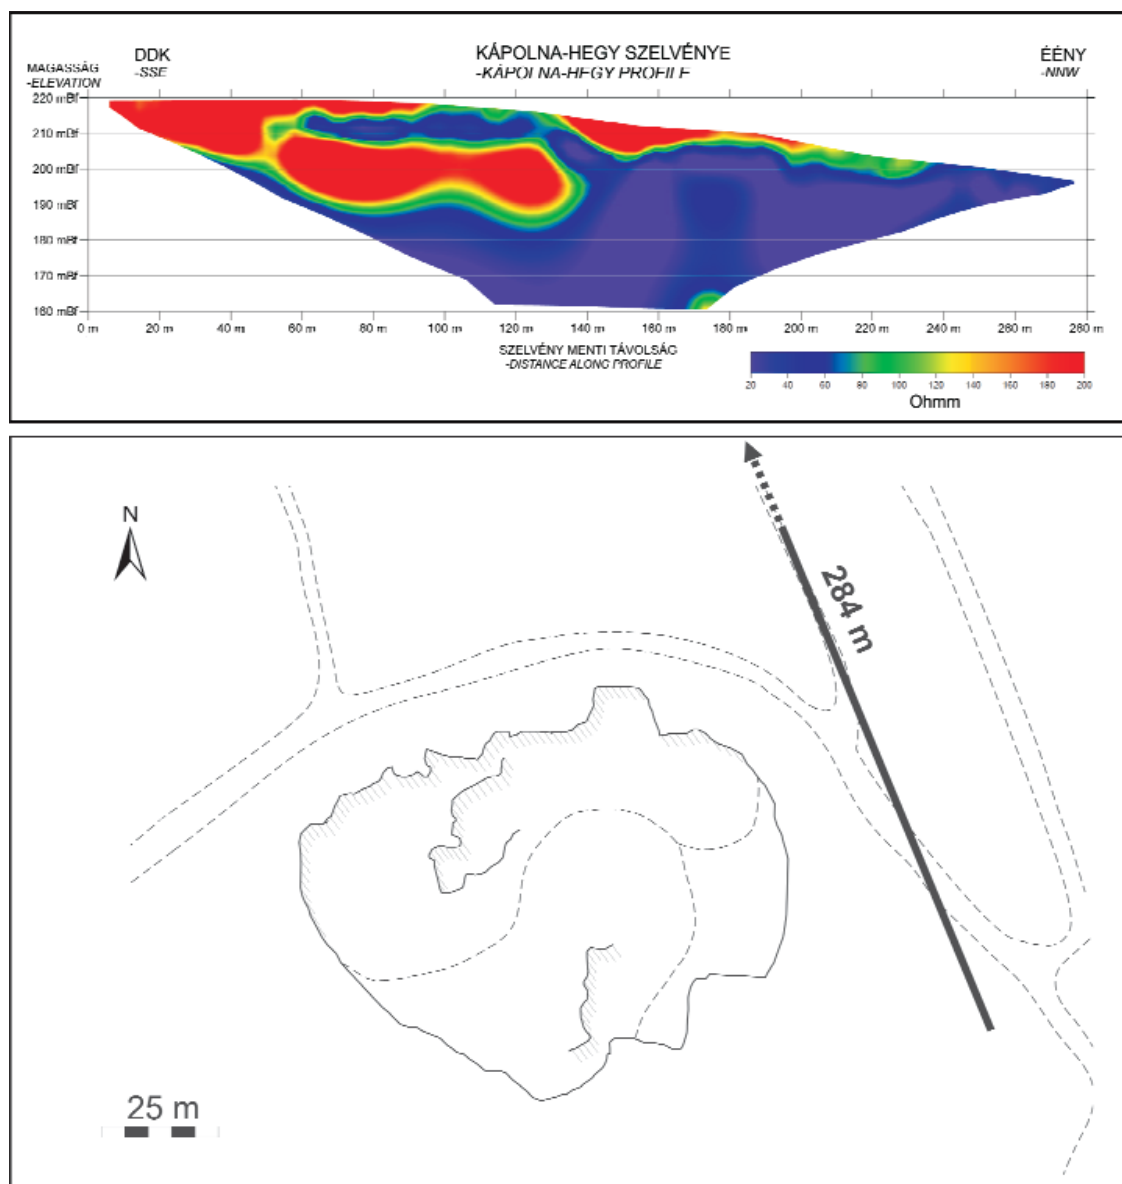 DDK
-SSE
KÁPOLNA-HEGY SZELVÉNYE
-KÁPOLNA-HEGY PROFILE
ÉÉNY
-NNW
MAGASSÁG
-ELEVATION
220 mBf
210 mBf
200 mBf
190 mBf
180 mBf
170 mBf
160 mBf
0 m 20 m 40 m 60 m 80 m 100 m 120 m 140 m 160 m 180 m 200 m 220 m 240 m 260 m 280 m
SZELVÉNY MENTI TÁVOLSÁG
-DISTANCE ALONG PROFILE
20 40 60 80 100 120 140 160 180 200
Ohmm
N
284 m
25 m